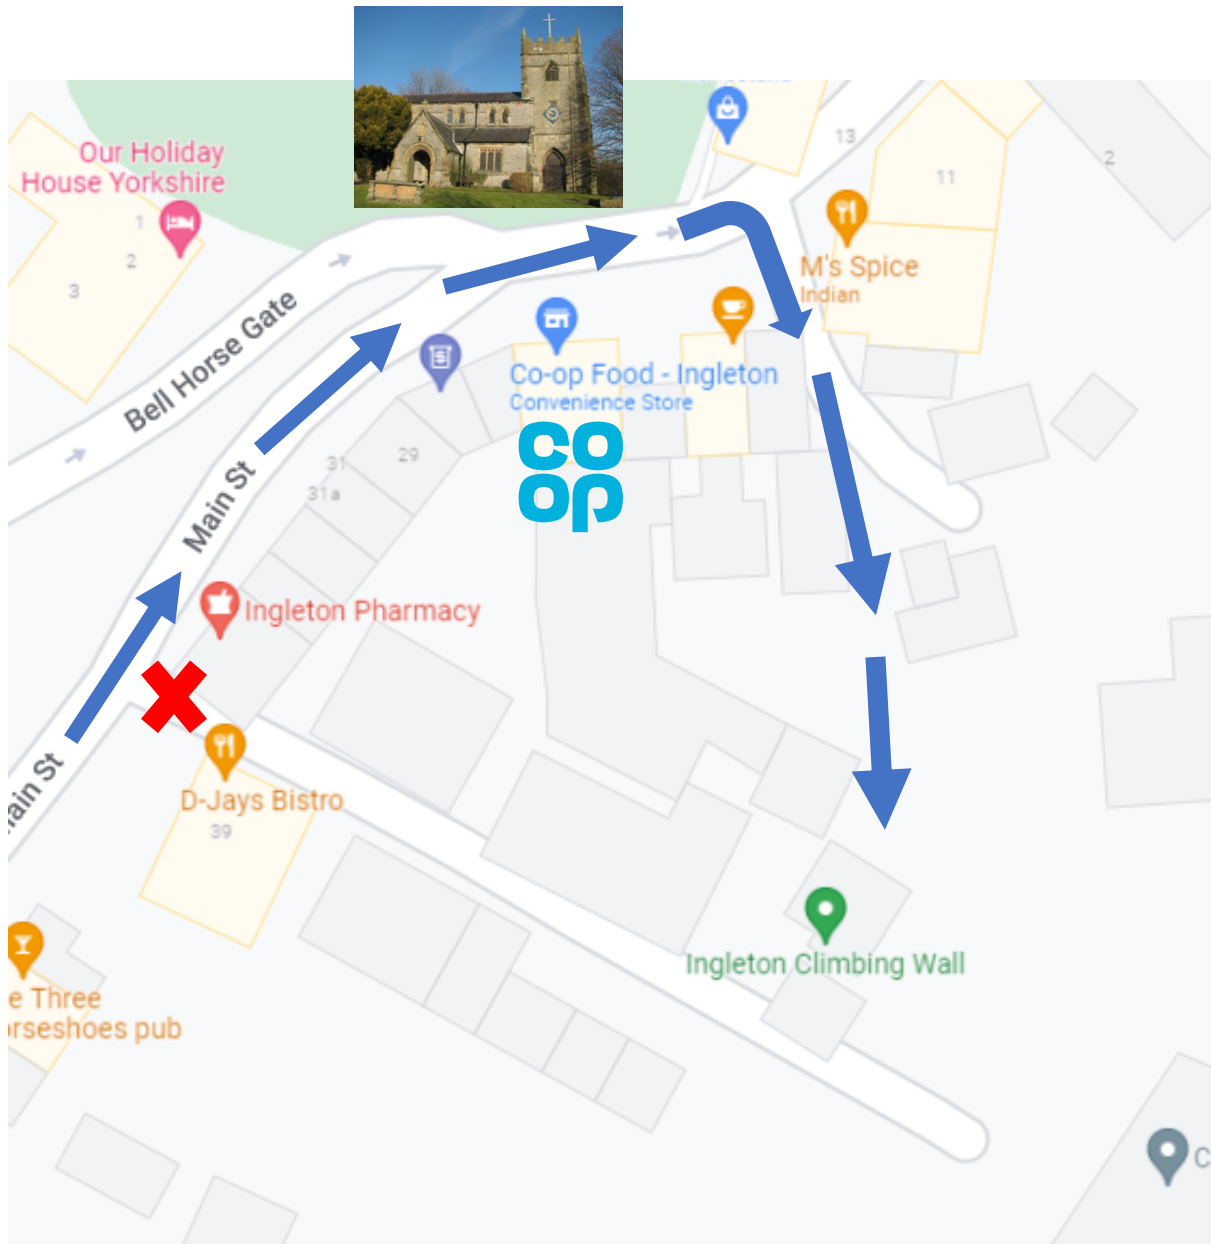 13
2
11
Our Holiday
House Yorkshire
1
2
3
M's Spice
Indian
Bell Horse Gate
Co-op Food - Ingleton
Convenience Store
co
op
29
31
31a
Main St
Ingleton Pharmacy
Main St
D-Jays Bistro
39
Ingleton Climbing Wall
e Three
orseshoes pub
C